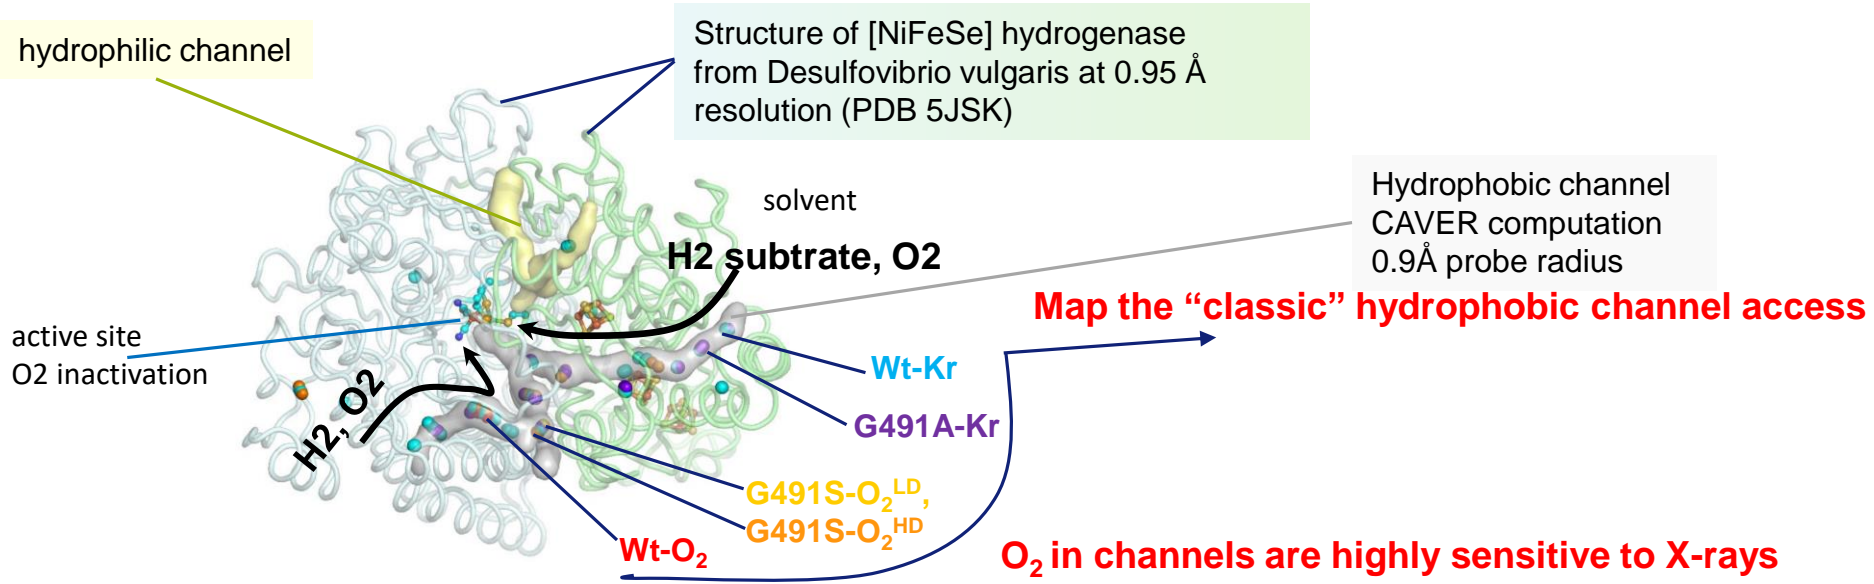 hydrophilic channel
Structure of [NiFeSe] hydrogenase
from Desulfovibrio vulgaris at 0.95 Å
resolution (PDB 5JSK)
solvent
H2 subtrate, O2
Hydrophobic channel
CAVER computation
0.9Å probe radius
Map the “classic” hydrophobic channel access
active site
O2 inactivation
H2, O2
Wt-Kr
G491A-Kr
G491S-O₂ᴸᴰ,
G491S-O₂ᴴᴰ
Wt-O₂
O₂ in channels are highly sensitive to X-rays